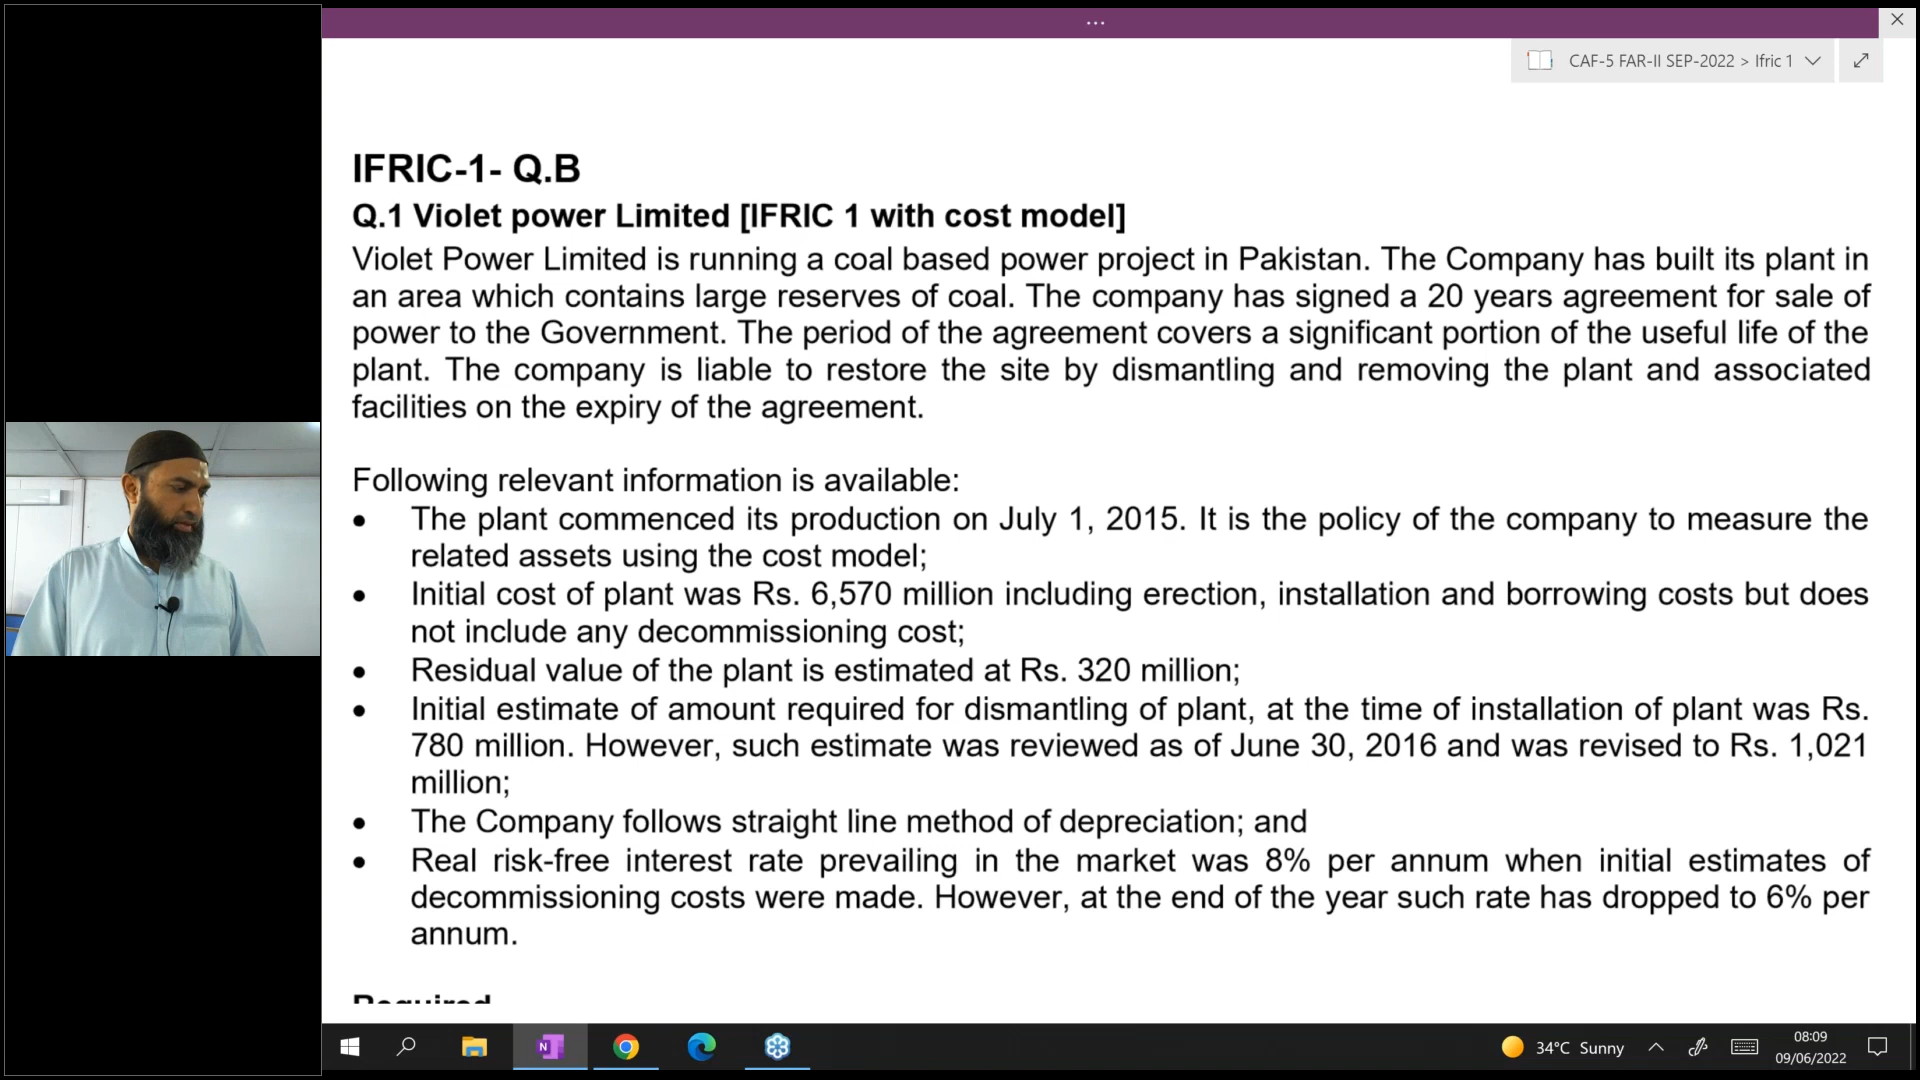 ...
CAF-5 FAR-II SEP-2022 > Ifric 1
IFRIC-1- Q.B
Q.1 Violet power Limited [IFRIC 1 with cost model]
Violet Power Limited is running a coal based power project in Pakistan. The Company has built its plant in
an area which contains large reserves of coal. The company has signed a 20 years agreement for sale of
power to the Government. The period of the agreement covers a significant portion of the useful life of the
plant. The company is liable to restore the site by dismantling and removing the plant and associated
facilities on the expiry of the agreement.
Following relevant information is available:
• The plant commenced its production on July 1, 2015. It is the policy of the company to measure the
related assets using the cost model;
• Initial cost of plant was Rs. 6,570 million including erection, installation and borrowing costs but does
not include any decommissioning cost;
• Residual value of the plant is estimated at Rs. 320 million;
• Initial estimate of amount required for dismantling of plant, at the time of installation of plant was Rs.
780 million. However, such estimate was reviewed as of June 30, 2016 and was revised to Rs. 1,021
million;
• The Company follows straight line method of depreciation; and
• Real risk-free interest rate prevailing in the market was 8% per annum when initial estimates of
decommissioning costs were made. However, at the end of the year such rate has dropped to 6% per
annum.
Required
N
34°C Sunny
08:09
09/06/2022